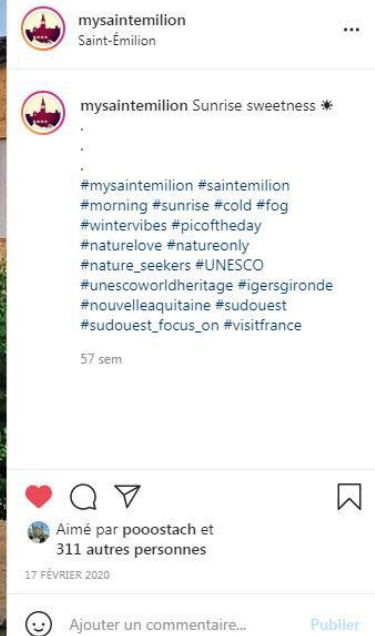 mysaintemilion
Saint-Émilion
mysaintemilion Sunrise sweetness ☀
.
.
.
#mysaintemilion #saintemilion
#morning #sunrise #cold #fog
#wintervibes #picoftheday
#naturelove #natureonly
#nature_seekers #UNESCO
#unescoworldheritage #igersgironde
#nouvelleaquitaine #sudouest
#sudouest_focus_on #visitfrance
57 sem
Aimé par pooostach et
311 autres personnes
17 FÉVRIER 2020
Ajouter un commentaire... Publier